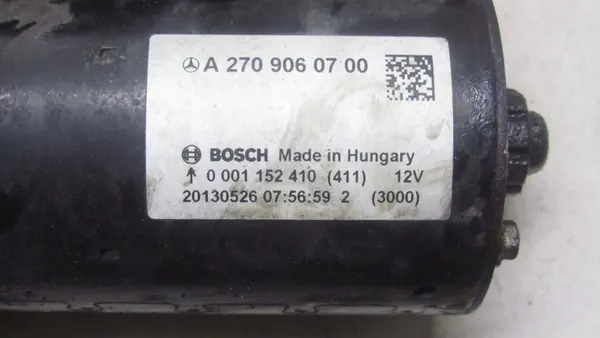 A 270 906 07 00
BOSCH Made in Hungary
0 001 152 410 (411) 12V
20130526 07:56:59 2 (3000)